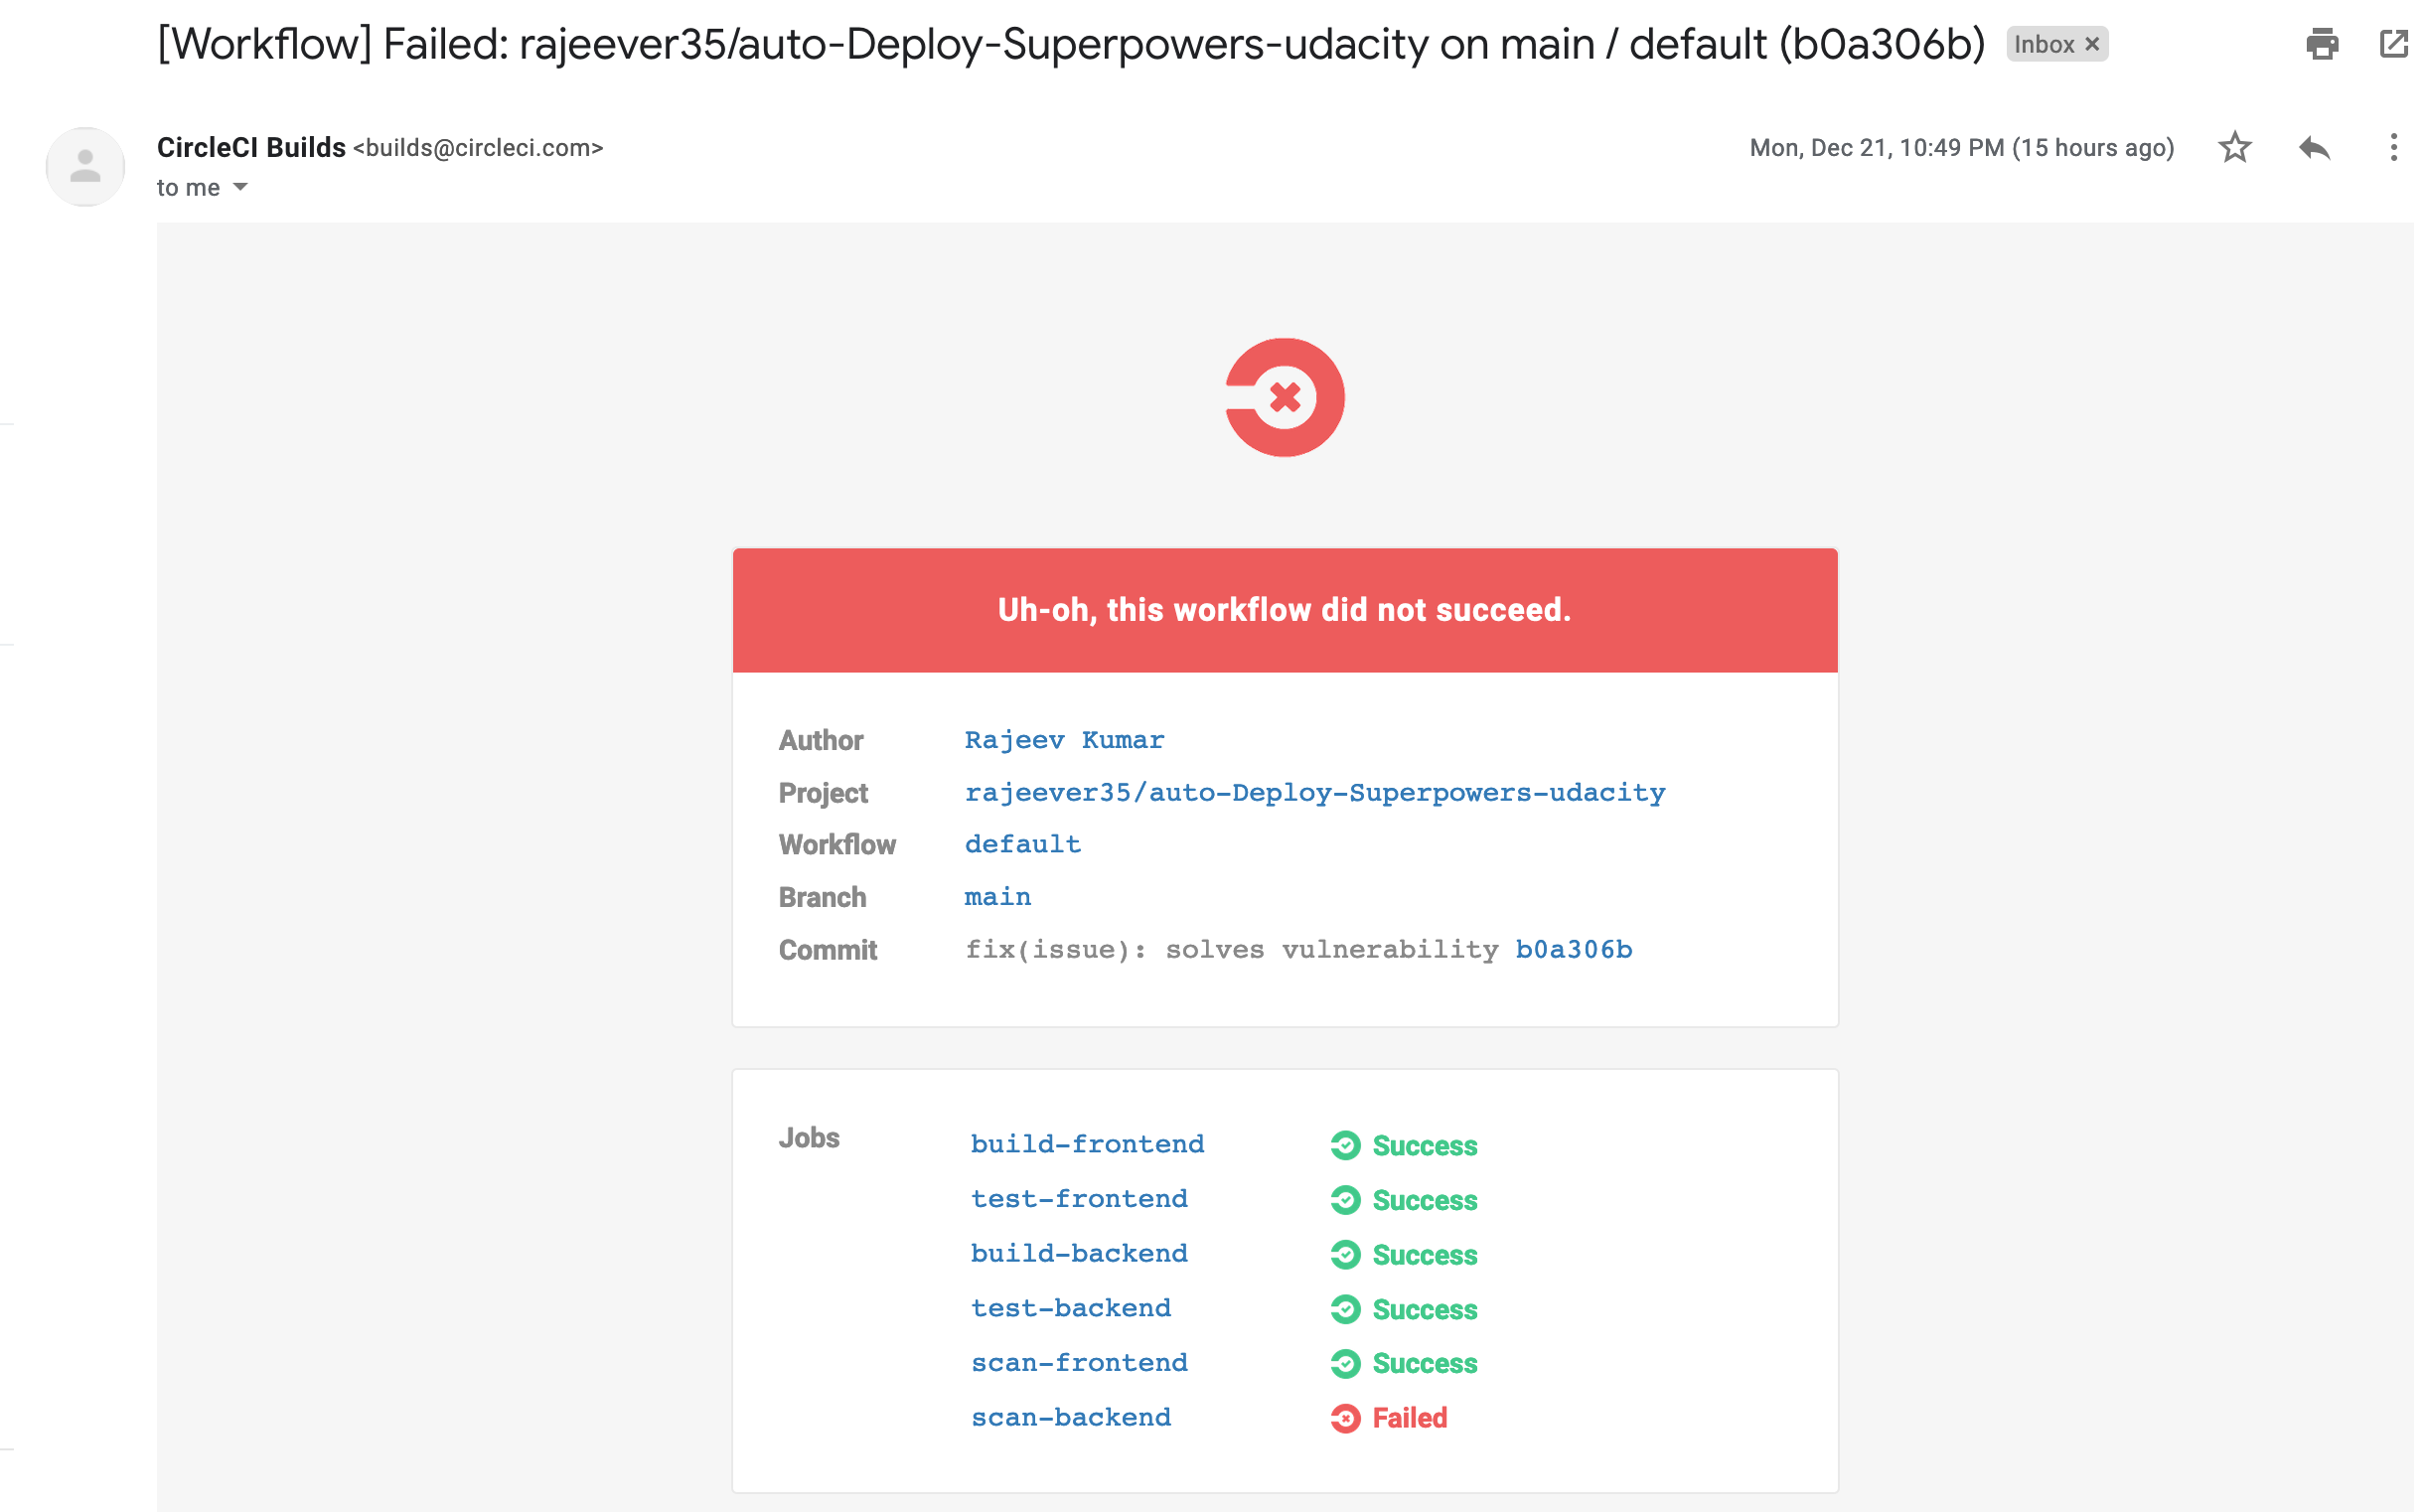 [Workflow] Failed: rajeever35/auto-Deploy-Superpowers-udacity on main / default (b0a306b) Inbox ×
CircleCI Builds <builds@circleci.com> Mon, Dec 21, 10:49 PM (15 hours ago)
to me
Uh-oh, this workflow did not succeed.
Author Rajeev Kumar
Project rajeever35/auto-Deploy-Superpowers-udacity
Workflow default
Branch main
Commit fix(issue): solves vulnerability b0a306b
Jobs build-frontend Success
test-frontend Success
build-backend Success
test-backend Success
scan-frontend Success
scan-backend Failed